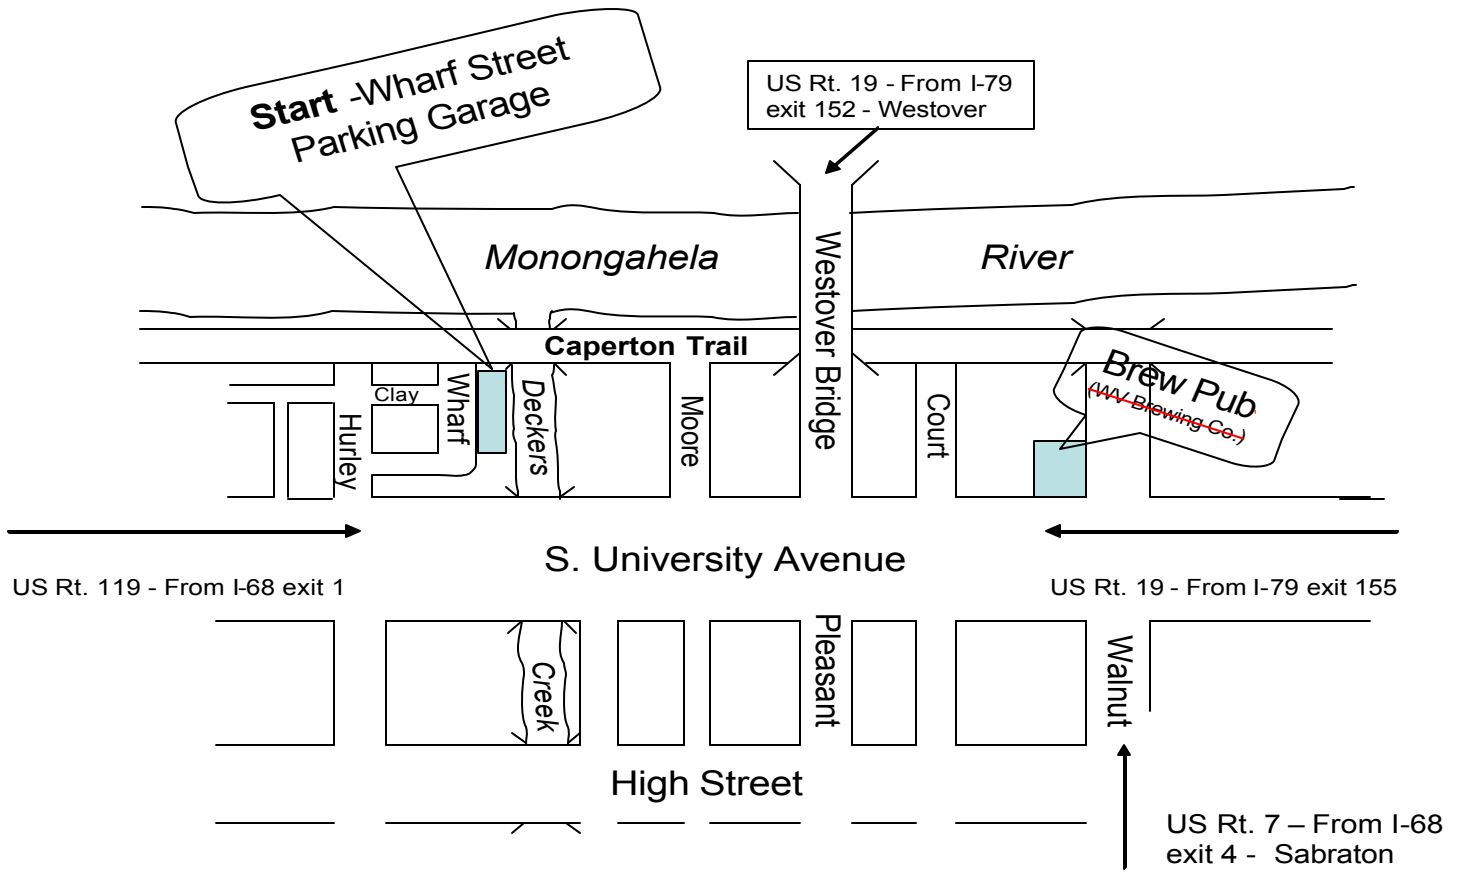 Start -Wharf Street
Parking Garage
US Rt. 19 - From I-79
exit 152 - Westover
Monongahela
River
Westover Bridge
Caperton Trail
Clay
Wharf
Hurley
Deckers
Moore
Court
Brew Pub
(WV Brewing Co.)
S. University Avenue
US Rt. 119 - From I-68 exit 1
US Rt. 19 - From I-79 exit 155
Creek
Pleasant
Walnut
High Street
US Rt. 7 – From I-68
exit 4 - Sabraton